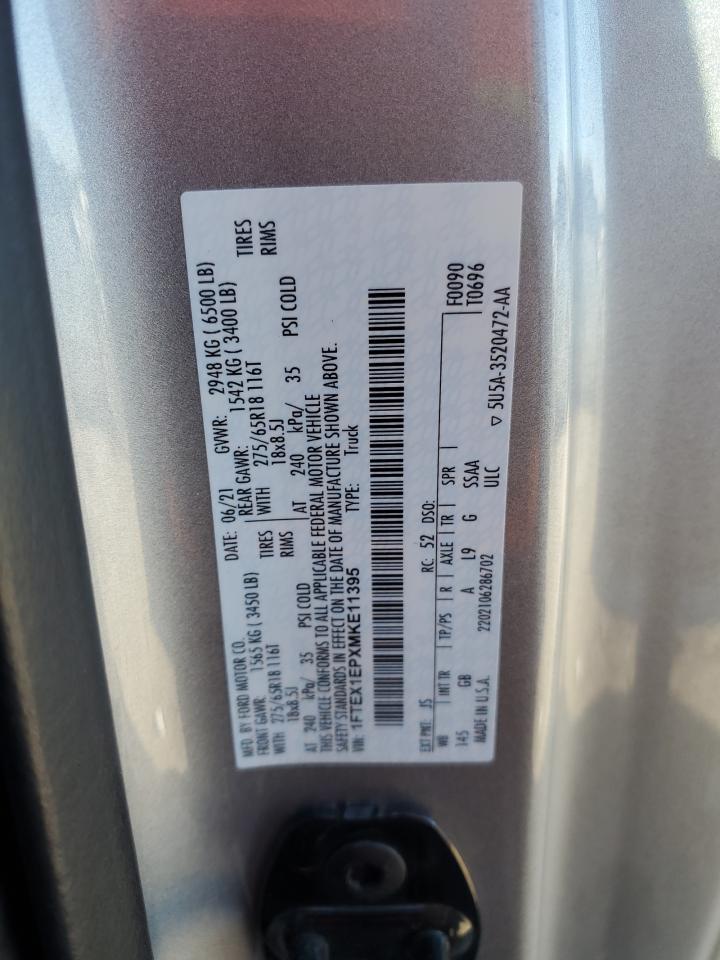 MFD. BY FORD MOTOR CO. DATE: 06/21 GVWR: 2948 KG ( 6500 LB)
FRONT GAWR: 1565 KG ( 3450 LB) REAR GAWR: 1542 KG ( 3400 LB)
WITH 275/65R18 116T TIRES WITH 275/65R18 116T TIRES
18x8.5J RIMS 18x8.5J RIMS
AT 240 kPa/ 35 PSI COLD AT 240 kPa/ 35 PSI COLD
THIS VEHICLE CONFORMS TO ALL APPLICABLE FEDERAL MOTOR VEHICLE
SAFETY STANDARDS IN EFFECT ON THE DATE OF MANUFACTURE SHOWN ABOVE.
VIN: 1FTEX1EPXMKE11395 TYPE: Truck
EXT PNT: JS RC: 52 DSO: F0090
WB INT TR TP/PS R AXLE TR SPR T0696
145 GB A L9 G SSAA
MADE IN U.S.A. 2202106286702 ULC ▽ 5U5A-3520472-AA